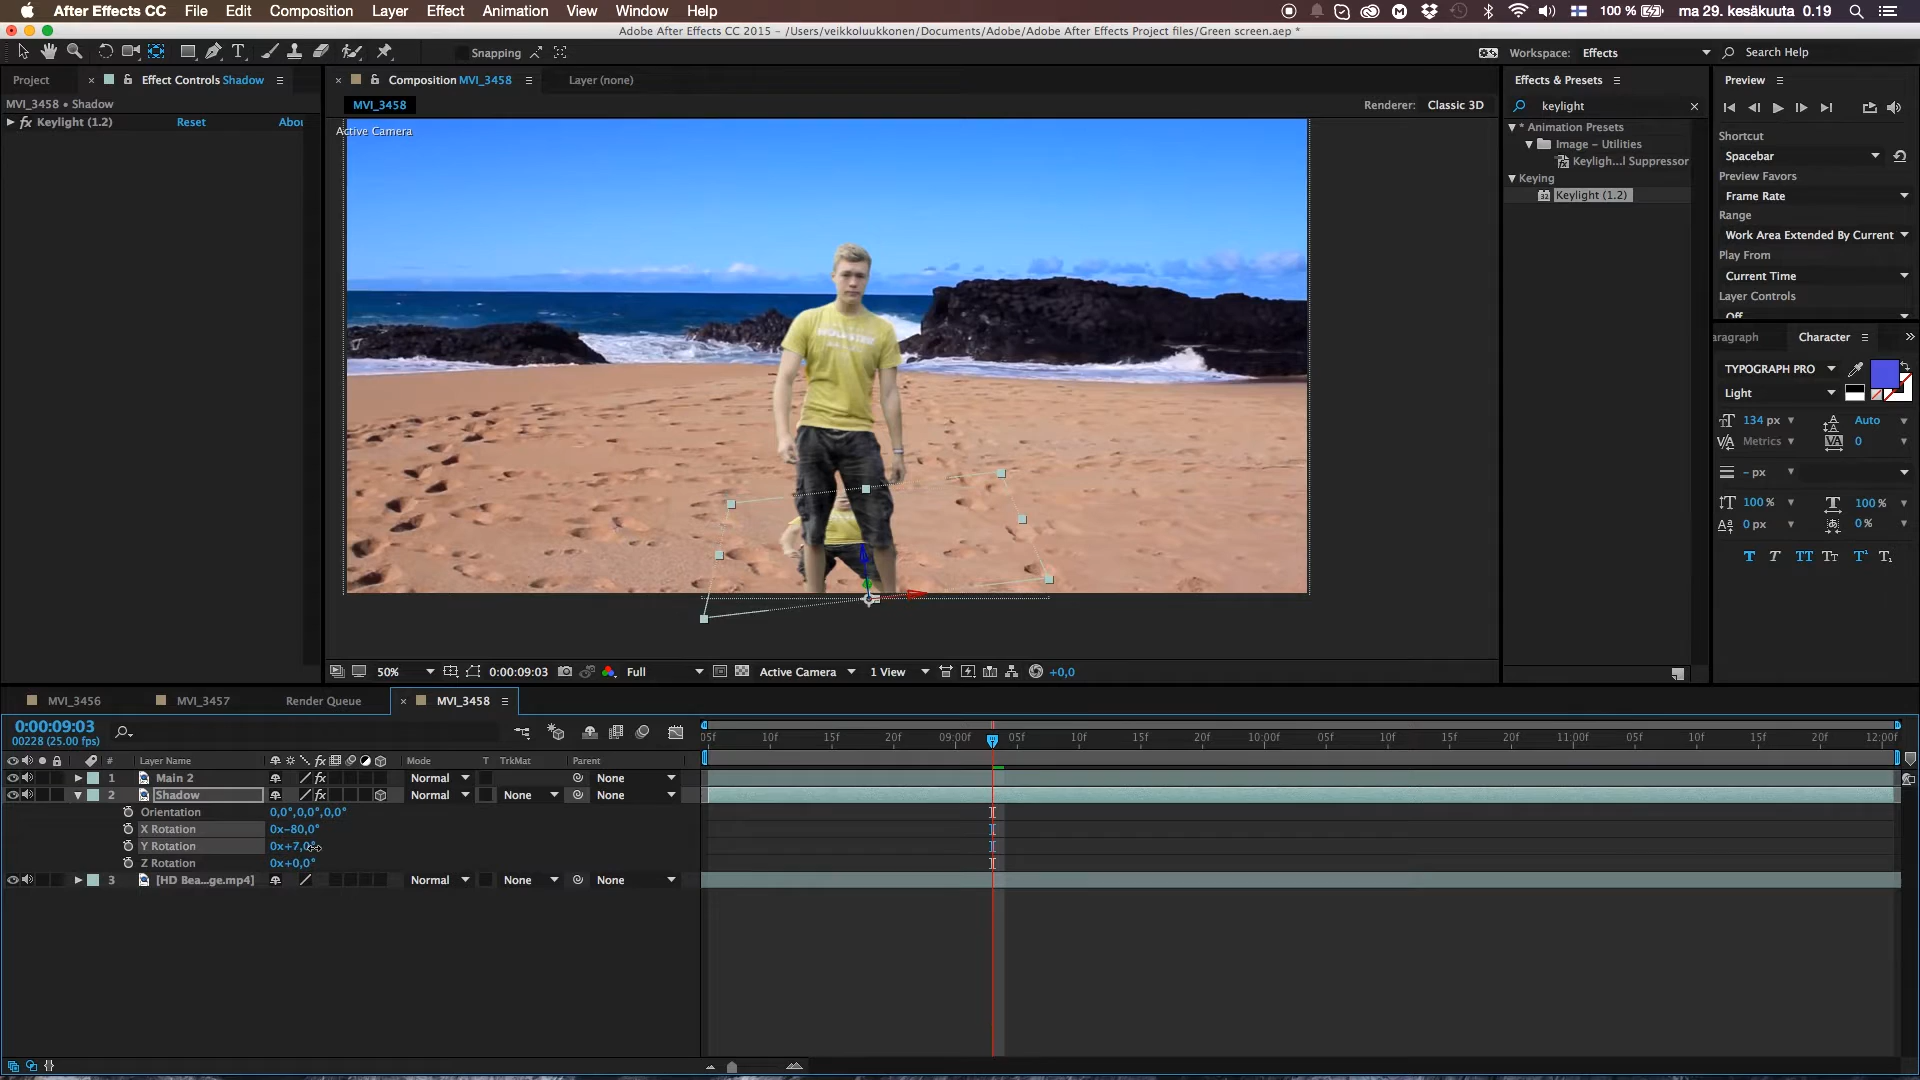 After Effects CC File Edit Composition Layer Effect Animation View Window Help 100 % ma 29. kesäkuuta 0.19
Adobe After Effects CC 2015 – /Users/veikkoluukkonen/Documents/Adobe/Adobe After Effects Project files/Green screen.aep *
Snapping Workspace: Effects Search Help
Project Effect Controls Shadow Composition MVI_3458 Layer (none) Effects & Presets Preview
MVI_3458 • Shadow MVI_3458 Renderer: Classic 3D keylight
Keylight (1.2) Reset Abou
Active Camera
* Animation Presets
Image – Utilities
Keyligh...l Suppressor
Keying
Keylight (1.2)
Shortcut
Spacebar
Preview Favors
Frame Rate
Range
Work Area Extended By Current
Play From
Current Time
Layer Controls
Off
aragraph Character
TYPOGRAPH PRO
Light
134 px Auto
Metrics 0
– px
100 % 100 %
0 px 0 %
T T TT Tr T¹ T₁
50% 0:00:09:03 Full Active Camera 1 View +0,0
MVI_3456 MVI_3457 Render Queue MVI_3458
0:00:09:03
00228 (25.00 fps)
05f 10f 15f 20f 09:00f 05f 10f 15f 20f 10:00f 05f 10f 15f 20f 11:00f 05f 10f 15f 20f 12:00f
# Layer Name Mode T TrkMat Parent
1 Main 2 Normal None
2 Shadow Normal None None
Orientation 0,0°,0,0°,0,0°
X Rotation 0x−80,0°
Y Rotation 0x+7,0°
Z Rotation 0x+0,0°
3 [HD Bea...ge.mp4] Normal None None